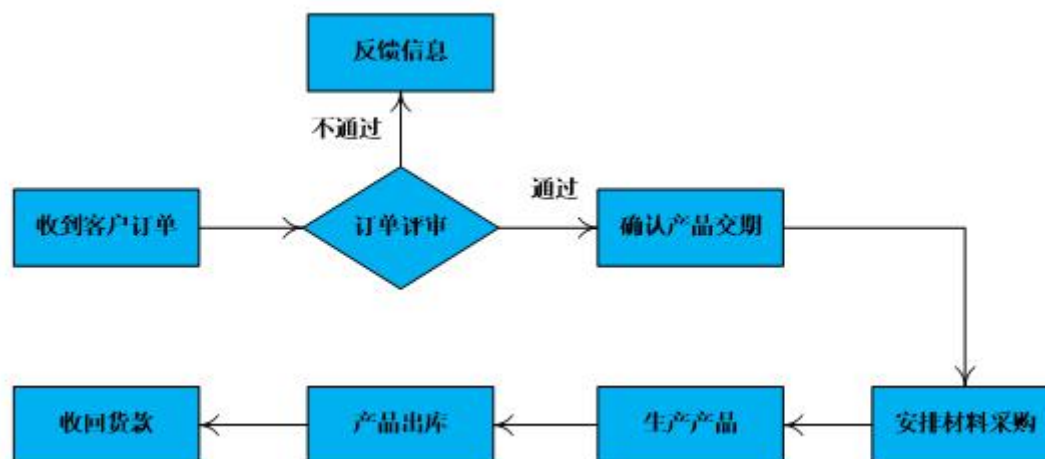 反馈信息
不通过
收到客户订单
订单评审
通过
确认产品交期
收回货款
产品出库
生产产品
安排材料采购